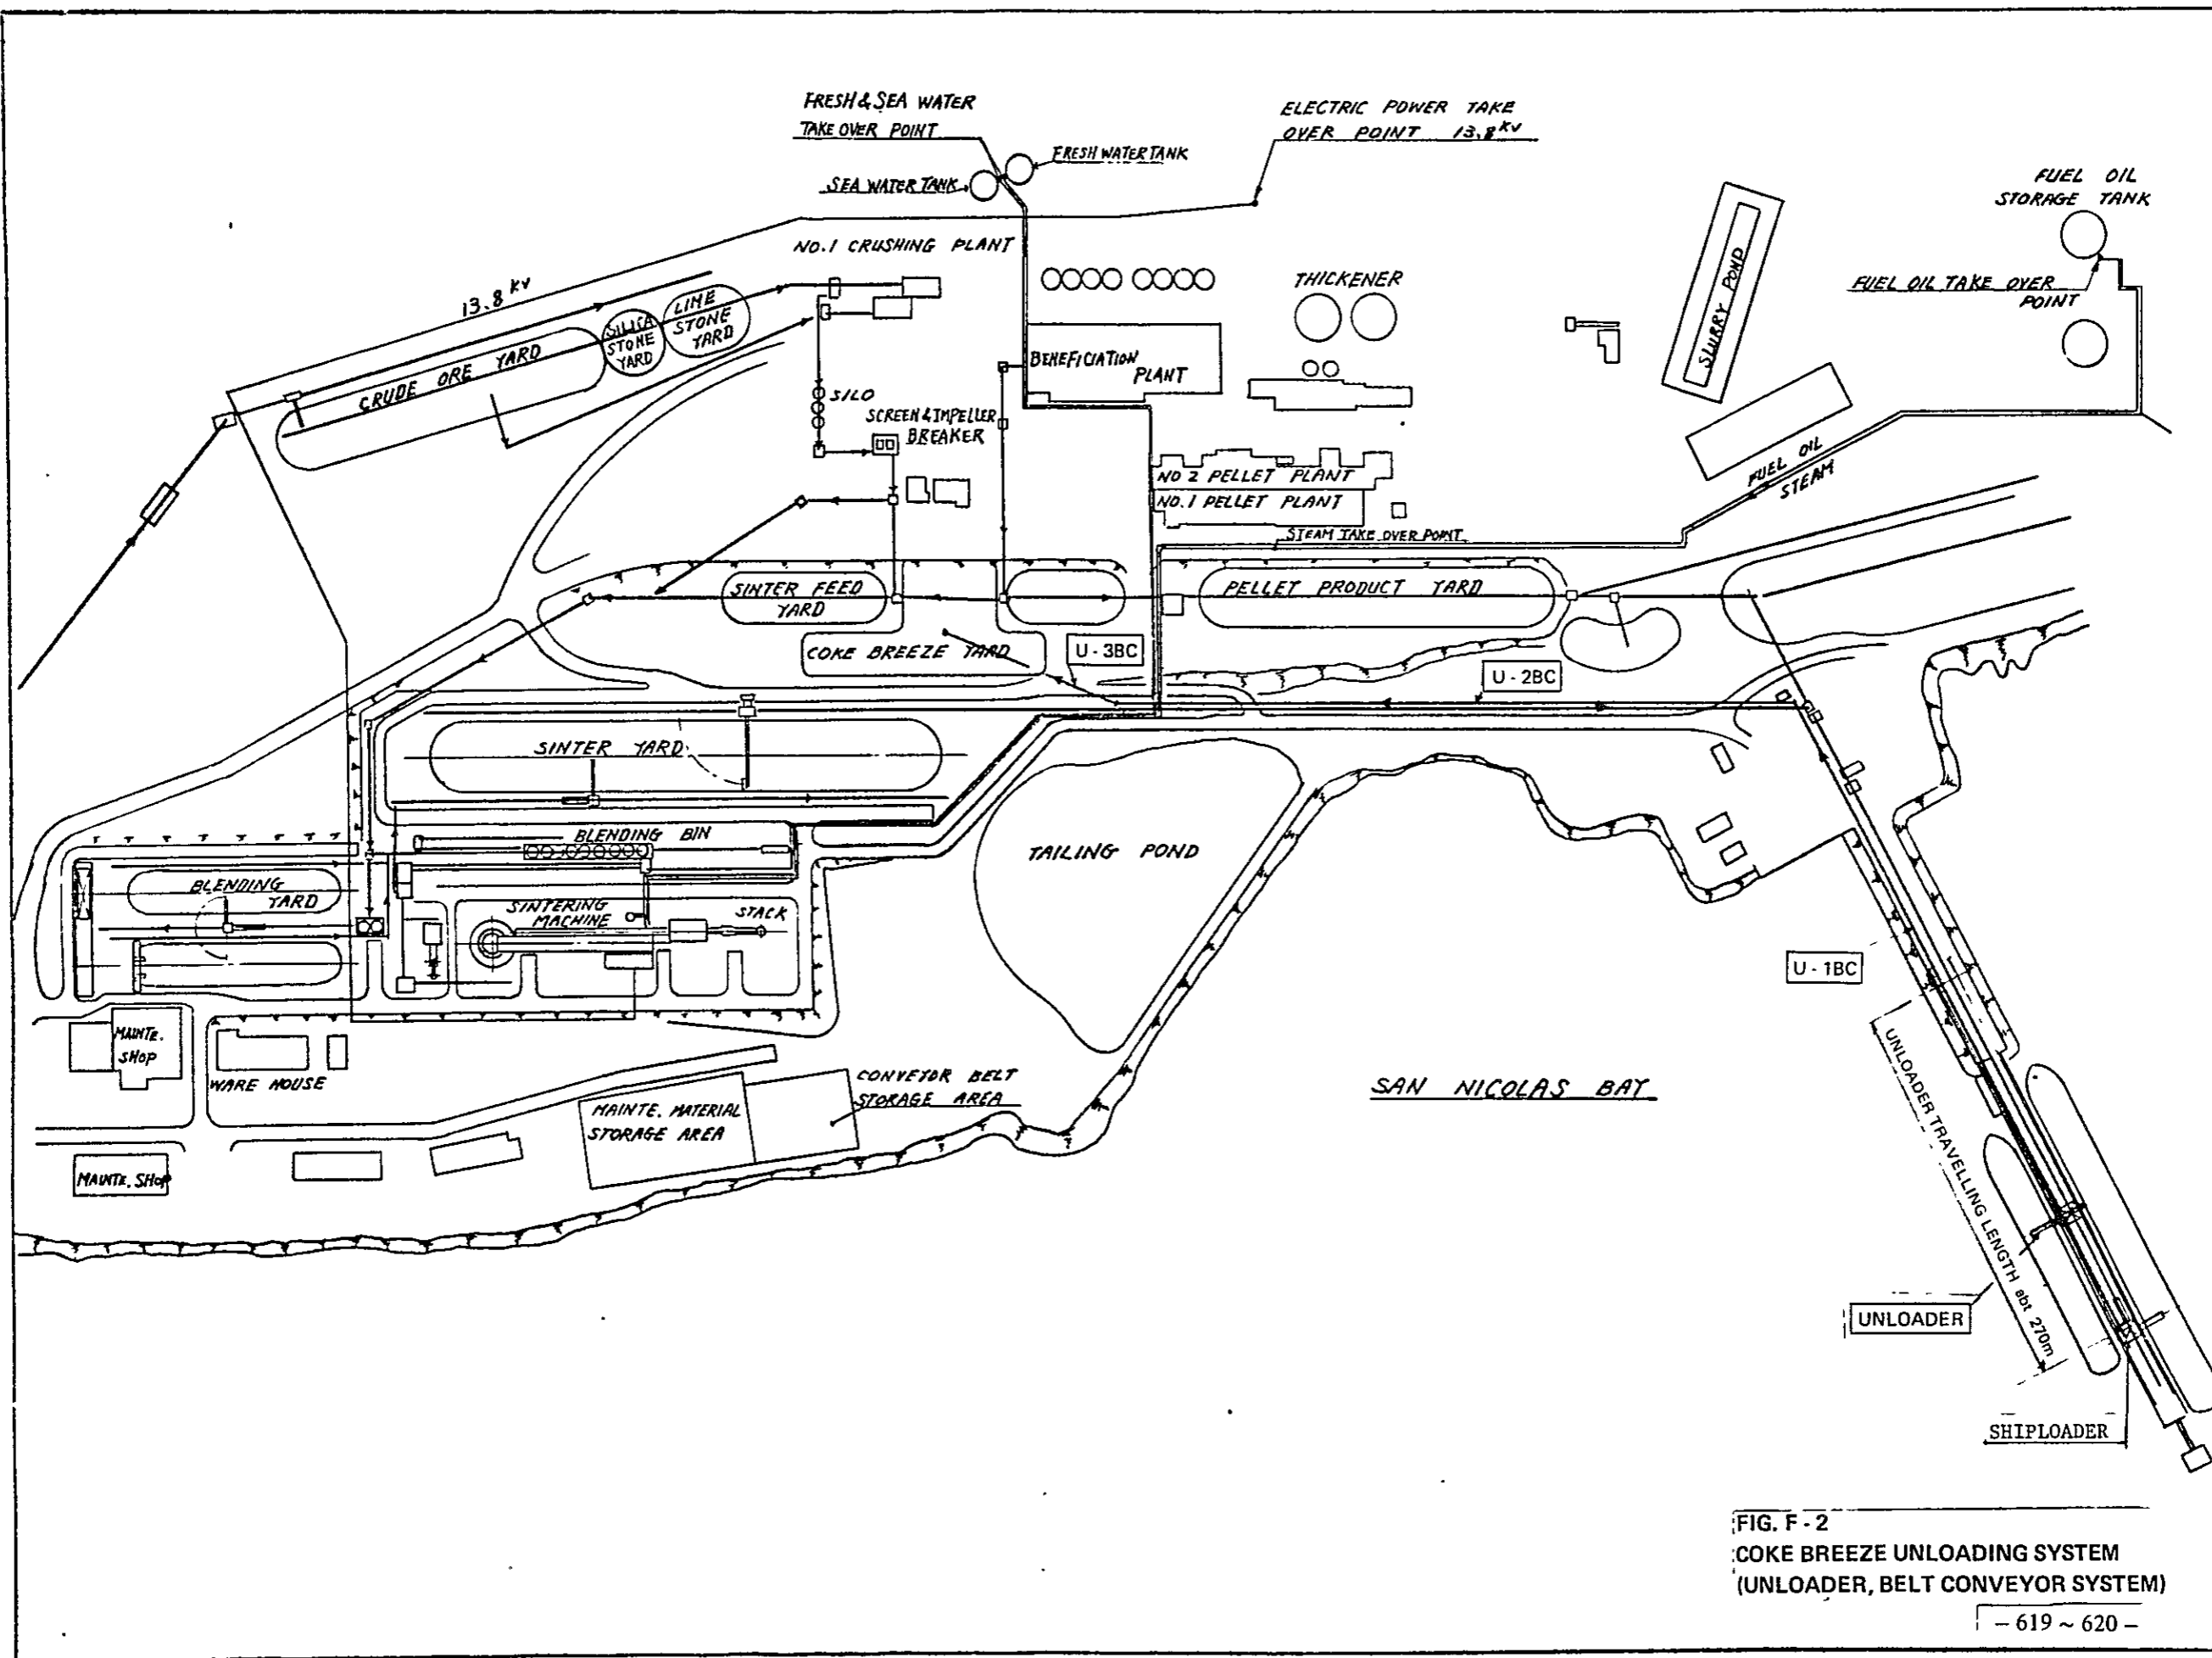 FRESH & SEA WATER
TAKE OVER POINT
ELECTRIC POWER TAKE
OVER POINT 13.8KV
FRESH WATER TANK
SEA WATER TANK
FUEL OIL
STORAGE TANK
NO.1 CRUSHING PLANT
13.8 KV
THICKENER
SLURRY POND
FUEL OIL TAKE OVER
POINT
SILICA
STONE
YARD
LIME
STONE
YARD
CRUDE ORE YARD
BENEFICIATION
PLANT
SILO
SCREEN & IMPELLER
BREAKER
NO 2 PELLET PLANT
NO.1 PELLET PLANT
FUEL OIL
STEAM
STEAM TAKE OVER POINT
SINTER FEED
YARD
PELLET PRODUCT YARD
COKE BREEZE YARD
U - 3BC
U - 2BC
SINTER YARD
BLENDING BIN
TAILING POND
BLENDING
YARD
SINTERING
MACHINE
STACK
U - 1BC
MAINTE.
SHOP
WARE HOUSE
CONVEYOR BELT
STORAGE AREA
MAINTE. MATERIAL
STORAGE AREA
SAN NICOLAS BAY
UNLOADER TRAVELLING LENGTH abt 270m
MAINTE. SHOP
UNLOADER
SHIPLOADER
FIG. F - 2
COKE BREEZE UNLOADING SYSTEM
(UNLOADER, BELT CONVEYOR SYSTEM)
– 619 ~ 620 –